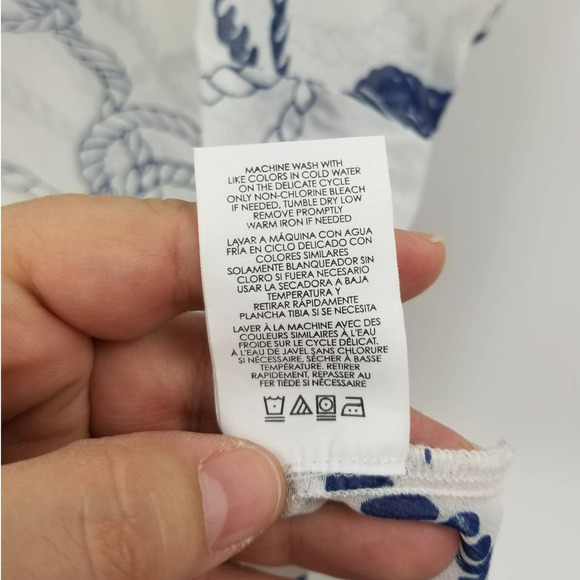 MACHINE WASH WITH
LIKE COLORS IN COLD WATER
ON THE DELICATE CYCLE
ONLY NON-CHLORINE BLEACH
IF NEEDED, TUMBLE DRY LOW
REMOVE PROMPTLY
WARM IRON IF NEEDED
LAVAR A MÁQUINA CON AGUA
FRÍA EN CICLO DELICADO CON
COLORES SIMILARES
SOLAMENTE BLANQUEADOR SIN
CLORO SI FUERA NECESARIO
USAR LA SECADORA A BAJA
TEMPERATURA Y
RETIRAR RÁPIDAMENTE
PLANCHA TIBIA SI SE NECESITA
LAVER À LA MACHINE AVEC DES
COULEURS SIMILAIRES À L'EAU
FROIDE SUR LE CYCLE DÉLICAT.
À L'EAU DE JAVEL SANS CHLORURE
SI NÉCESSAIRE, SÉCHER À BASSE
TEMPÉRATURE. RETIRER
RAPIDEMENT, REPASSER AU
FER TIÈDE SI NÉCESSAIRE